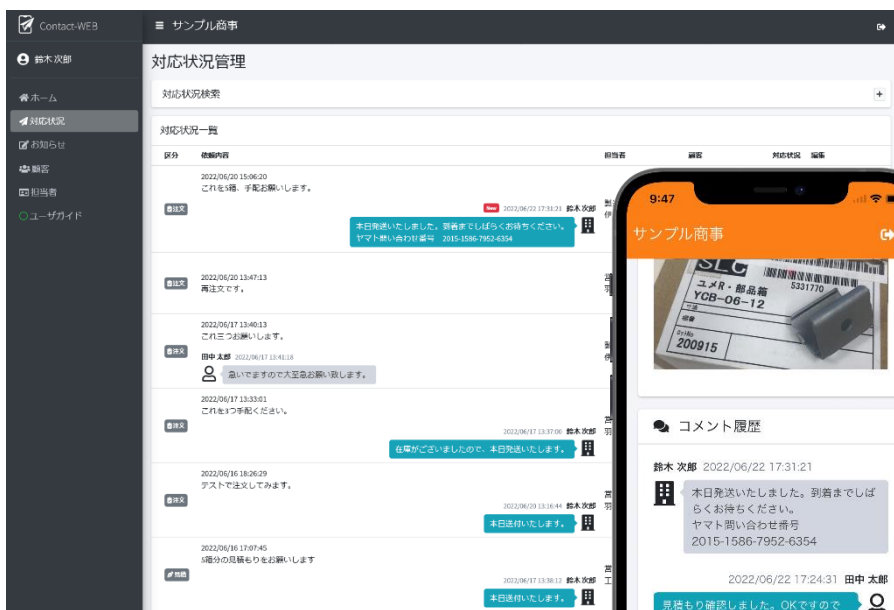 Contact-WEB
≡ サンプル商事
鈴木次郎
対応状況管理
ホーム
対応状況
お知らせ
顧客
担当者
ユーザガイド
対応状況検索
+
対応状況一覧
区分 依頼内容 担当者 顧客 対応状況 編集
2022/06/20 15:06:20
これを5箱、手配お願いします。
注文
New 2022/06/22 17:31:21 鈴木 次郎
本日発送いたしました。到着までしばらくお待ちください。
ヤマト問い合わせ番号 2015-1586-7952-6354
2022/06/20 13:47:13
注文
再注文です。
2022/06/17 13:40:13
これ三つお願いします。
注文
田中 太郎 2022/06/17 13:41:18
急いでますので大至急お願い致します。
2022/06/17 13:33:01
これを3つ手配ください。
注文
2022/06/17 13:37:00 鈴木 次郎
在庫がございましたので、本日発送いたします。
2022/06/16 18:26:29
テストで注文してみます。
注文
2022/06/20 13:16:44 鈴木 次郎
本日送付いたします。
2022/06/16 17:07:45
5箱分の見積もりをお願いします
見積
2022/06/17 13:38:12 鈴木 次郎
本日送付いたします。
9:47
サンプル商事
SLC
ユメR・部品箱
5331770
YCB-06-12
200915
コメント履歴
鈴木 次郎 2022/06/22 17:31:21
本日発送いたしました。到着までしば
らくお待ちください。
ヤマト問い合わせ番号
2015-1586-7952-6354
2022/06/22 17:24:31 田中 太郎
見積もり確認しました。OKですので